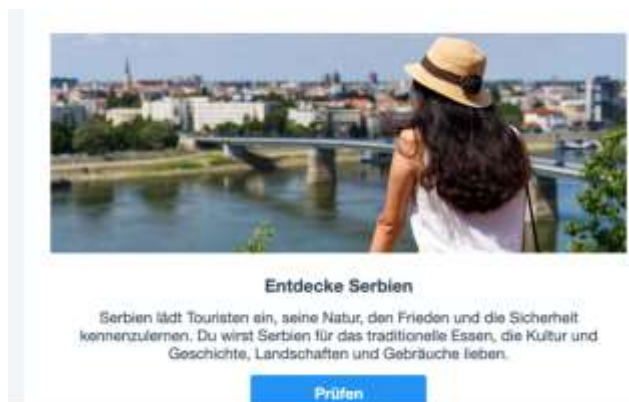 Entdecke Serbien
Serbien lädt Touristen ein, seine Natur, den Frieden und die Sicherheit
kennenzulernen. Du wirst Serbien für das traditionelle Essen, die Kultur und
Geschichte, Landschaften und Gebräuche lieben.
Prüfen